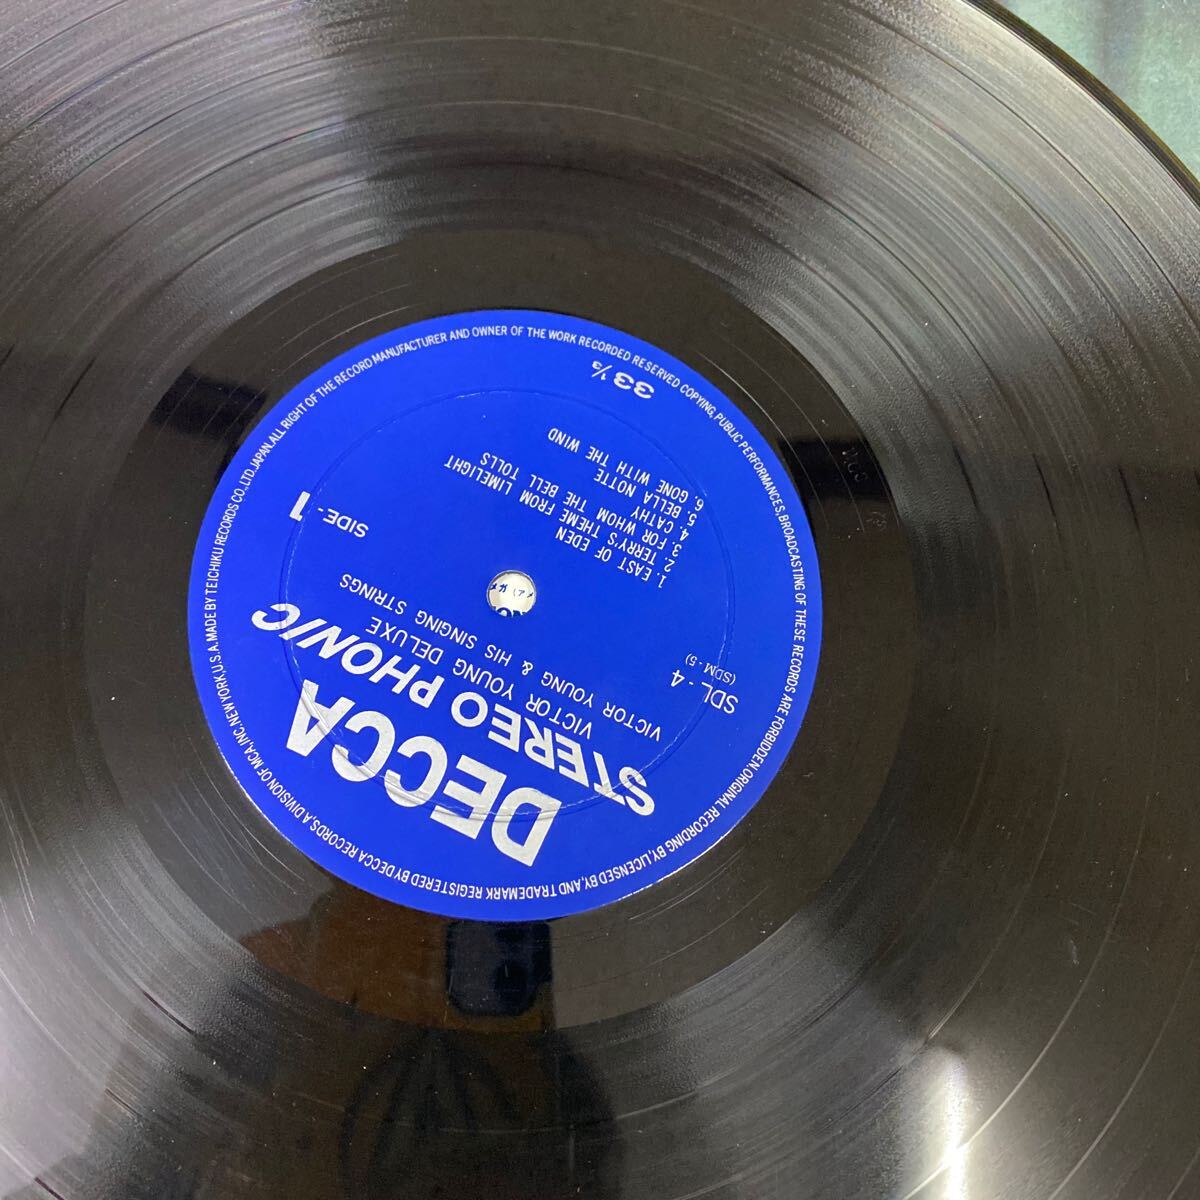 DECCA
STEREO PHONIC
VICTOR YOUNG DELUXE
VICTOR YOUNG & HIS SINGING STRINGS
SDL-4
(SDM-5)
SIDE-1
1. EAST OF EDEN
2. TERRY'S THEME FROM LIMELIGHT
3. FOR WHOM THE BELL TOLLS
4. CATHY
5. BELLA NOTTE
6. GONE WITH THE WIND
33 1/3
ALL RIGHT OF THE RECORD MANUFACTURER AND OWNER OF THE WORK RECORDED RESERVED COPYING, PUBLIC PERFORMANCES, BROADCASTING OF THESE RECORDS ARE FORBIDDEN. ORIGINAL RECORDING BY, LICENSED BY, AND TRADEMARK REGISTERED BY DECCA RECORDS, A DIVISION OF MCA, INC. NEW YORK, U.S.A. MADE BY TEICHIKU RECORDS CO., LTD. JAPAN.